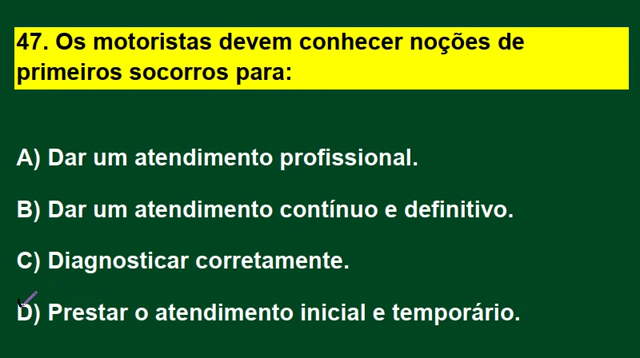 47. Os motoristas devem conhecer noções de
primeiros socorros para:
A) Dar um atendimento profissional.
B) Dar um atendimento contínuo e definitivo.
C) Diagnosticar corretamente.
D) Prestar o atendimento inicial e temporário.